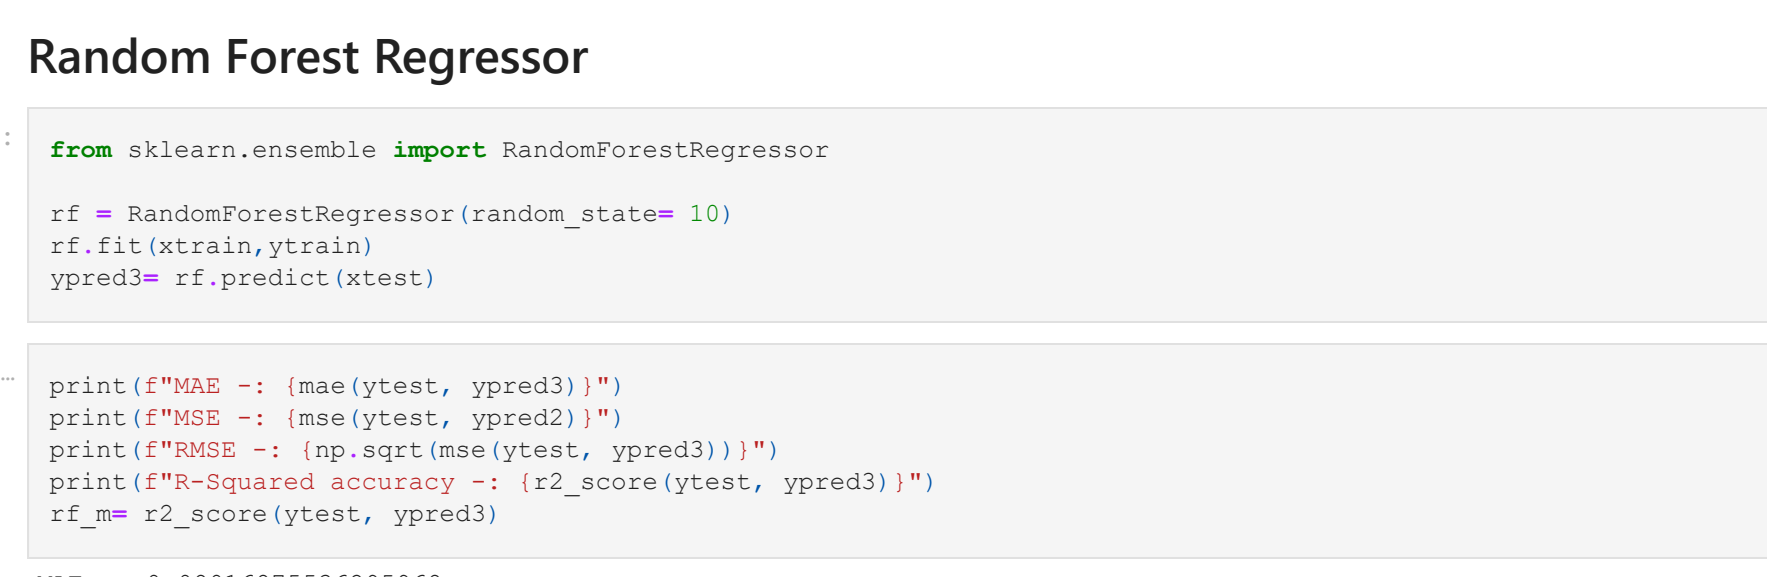 Random Forest Regressor
:
from sklearn.ensemble import RandomForestRegressor
rf = RandomForestRegressor(random_state= 10)
rf.fit(xtrain,ytrain)
ypred3= rf.predict(xtest)
…
print(f"MAE -: {mae(ytest, ypred3)}")
print(f"MSE -: {mse(ytest, ypred2)}")
print(f"RMSE -: {np.sqrt(mse(ytest, ypred3))}")
print(f"R-Squared accuracy -: {r2_score(ytest, ypred3)}")
rf_m= r2_score(ytest, ypred3)